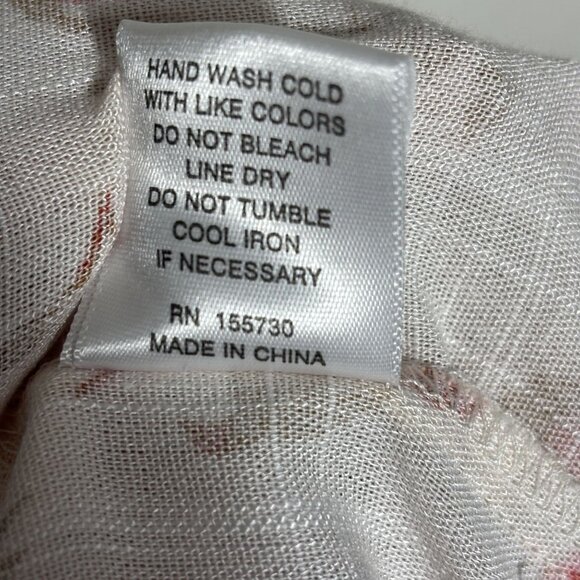 HAND WASH COLD
WITH LIKE COLORS
DO NOT BLEACH
LINE DRY
DO NOT TUMBLE
COOL IRON
IF NECESSARY
RN 155730
MADE IN CHINA